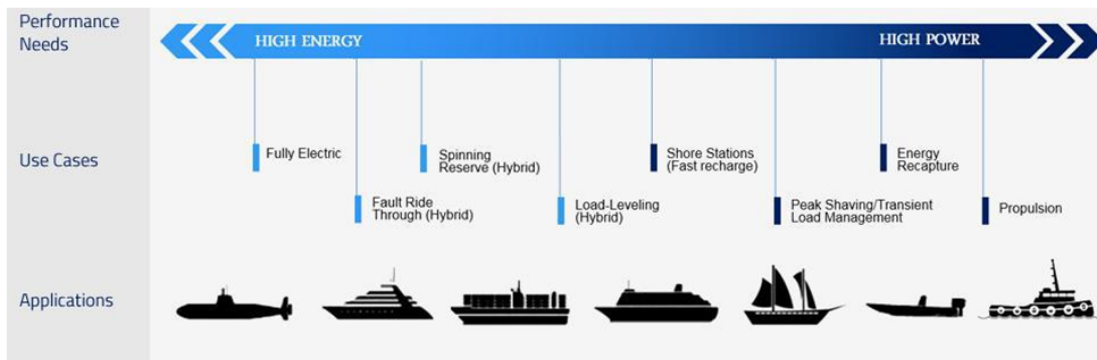 Performance
Needs
HIGH ENERGY
HIGH POWER
Use Cases
Fully Electric
Fault Ride
Through (Hybrid)
Spinning
Reserve (Hybrid)
Load-Leveling
(Hybrid)
Shore Stations
(Fast recharge)
Peak Shaving/Transient
Load Management
Energy
Recapture
Propulsion
Applications